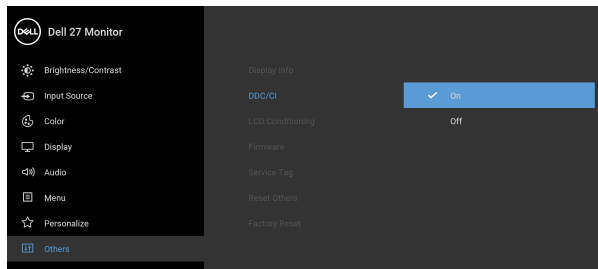 DELL Dell 27 Monitor
Brightness/Contrast
Display Info
Input Source
DDC/CI
On
Color
LCD Conditioning
Off
Display
Firmware
Audio
Service Tag
Menu
Reset Others
Personalize
Factory Reset
Others